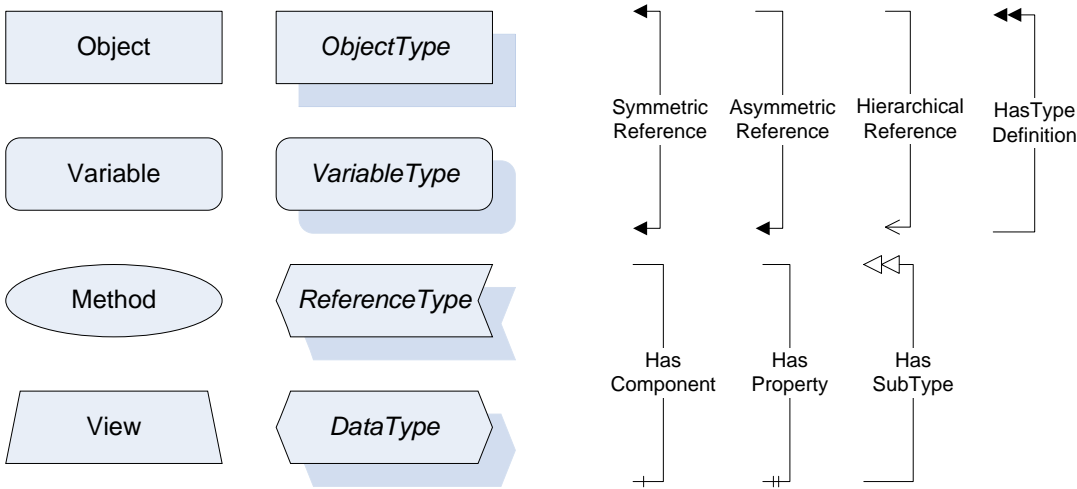 Object
ObjectType
Variable
VariableType
Method
ReferenceType
View
DataType
Symmetric
Reference
Asymmetric
Reference
Hierarchical
Reference
HasType
Definition
Has
Component
Has
Property
Has
SubType